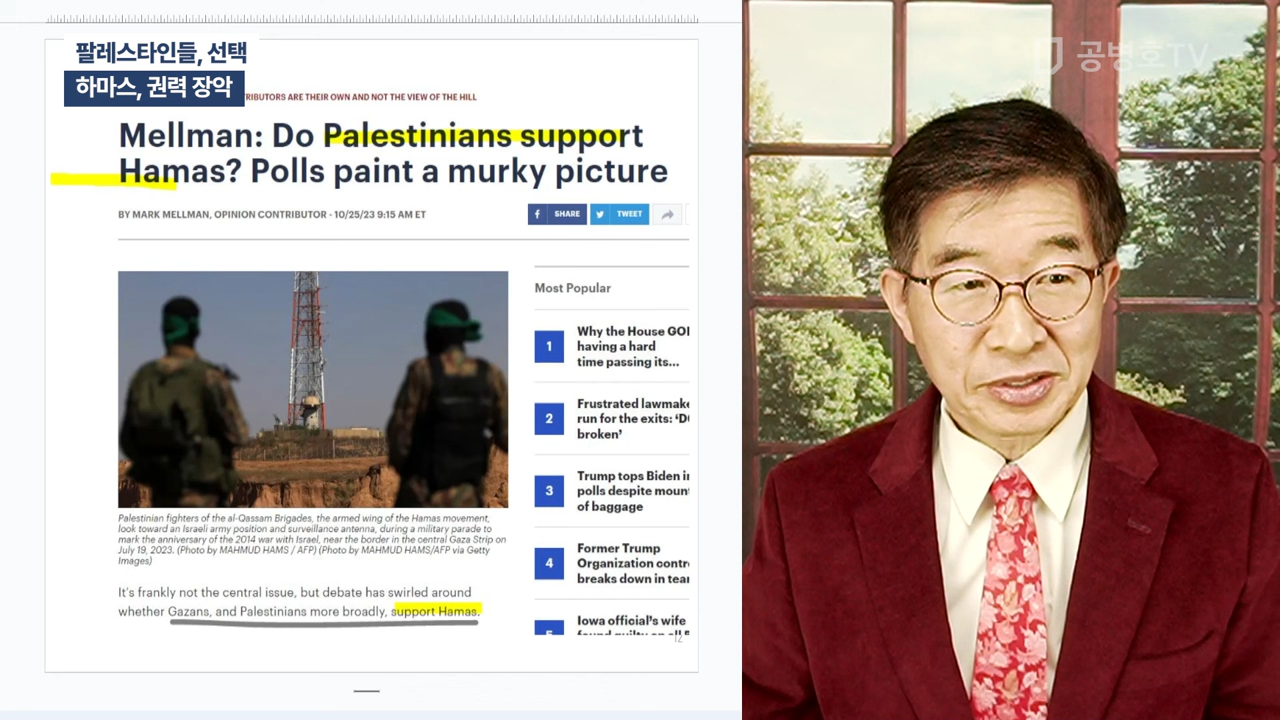 팔레스타인들, 선택
하마스, 권력 장악
RIBUTORS ARE THEIR OWN AND NOT THE VIEW OF THE HILL
Mellman: Do Palestinians support
Hamas? Polls paint a murky picture
BY MARK MELLMAN, OPINION CONTRIBUTOR - 10/25/23 9:15 AM ET
SHARE
TWEET
Palestinian fighters of the al-Qassam Brigades, the armed wing of the Hamas movement,
look toward an Israeli army position and surveillance antenna, during a military parade to
mark the anniversary of the 2014 war with Israel, near the border in the central Gaza Strip on
July 19, 2023. (Photo by MAHMUD HAMS / AFP) (Photo by MAHMUD HAMS/AFP via Getty
Images)
It's frankly not the central issue, but debate has swirled around
whether Gazans, and Palestinians more broadly, support Hamas.
Most Popular
1
Why the House GO
having a hard
time passing its...
2
Frustrated lawmake
run for the exits: ‘D
broken’
3
Trump tops Biden in
polls despite moun
of baggage
4
Former Trump
Organization contr
breaks down in tear
Iowa official's wife
12
공병호TV